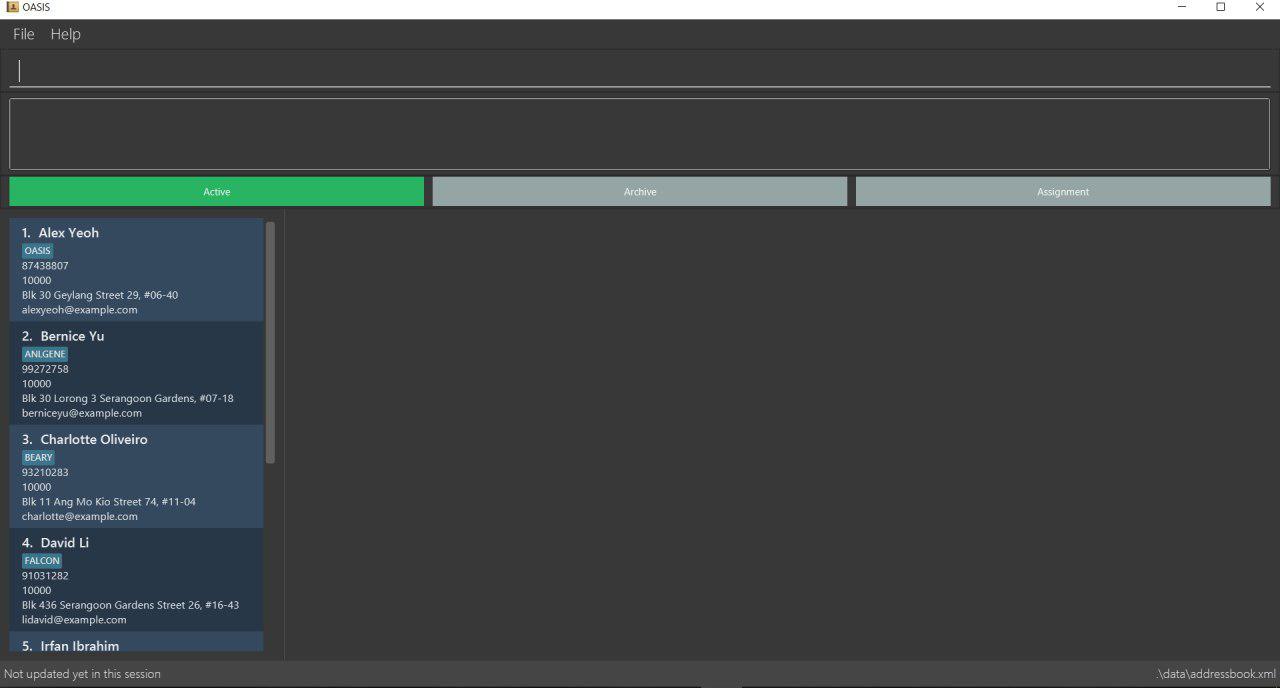 OASIS
File Help
Active Archive Assignment
1. Alex Yeoh
OASIS
87438807
10000
Blk 30 Geylang Street 29, #06-40
alexyeoh@example.com
2. Bernice Yu
ANLGENE
99272758
10000
Blk 30 Lorong 3 Serangoon Gardens, #07-18
berniceyu@example.com
3. Charlotte Oliveiro
BEARY
93210283
10000
Blk 11 Ang Mo Kio Street 74, #11-04
charlotte@example.com
4. David Li
FALCON
91031282
10000
Blk 436 Serangoon Gardens Street 26, #16-43
lidavid@example.com
5. Irfan Ibrahim
Not updated yet in this session .\data\addressbook.xml